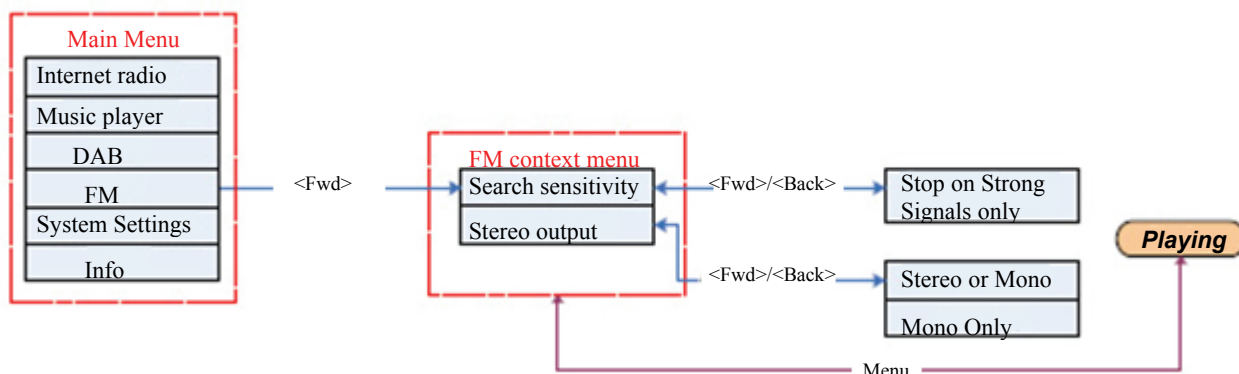 Main Menu
Internet radio
Music player
DAB
FM
System Settings
Info
<Fwd>
FM context menu
Search sensitivity
Stereo output
<Fwd>/<Back>
Stop on Strong
Signals only
<Fwd>/<Back>
Stereo or Mono
Mono Only
Playing
Menu